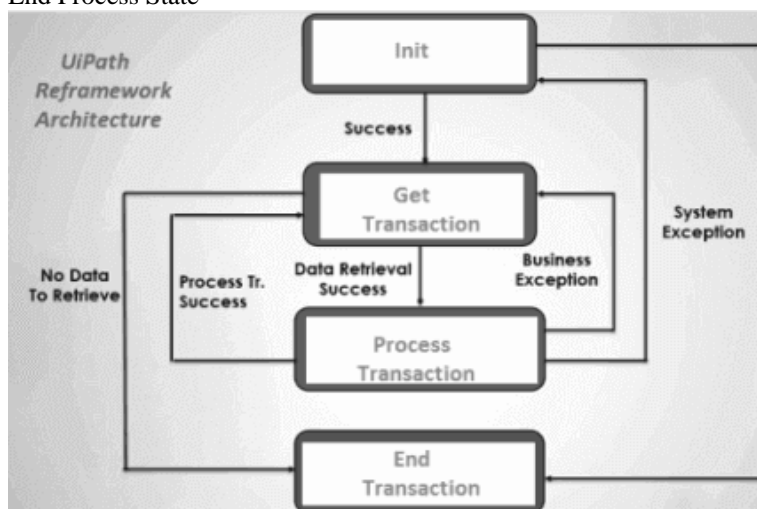 End Process State
UiPath
Reframework
Architecture
Init
Success
Get
Transaction
No Data
To Retrieve
Process Tr.
Success
Data Retrieval
Success
Business
Exception
System
Exception
Process
Transaction
End
Transaction